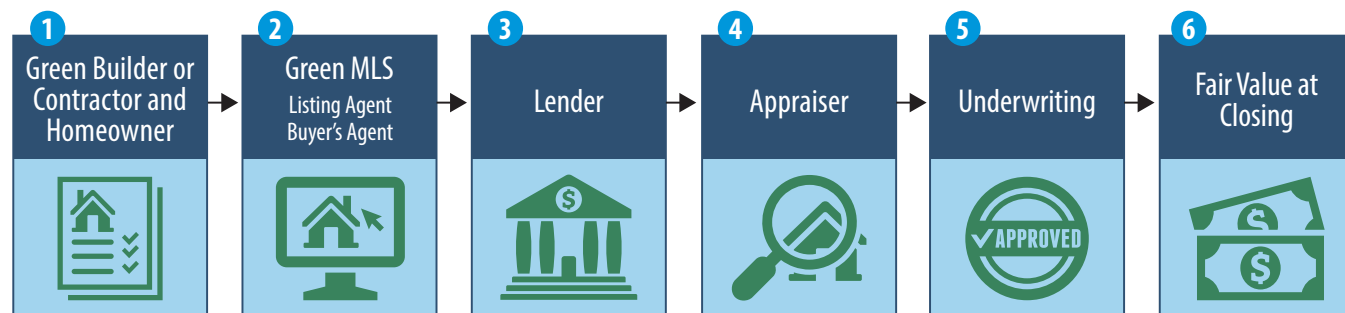 1
Green Builder or
Contractor and
Homeowner
2
Green MLS
Listing Agent
Buyer’s Agent
3
Lender
$
4
Appraiser
5
Underwriting
APPROVED
6
Fair Value at
Closing
$
$